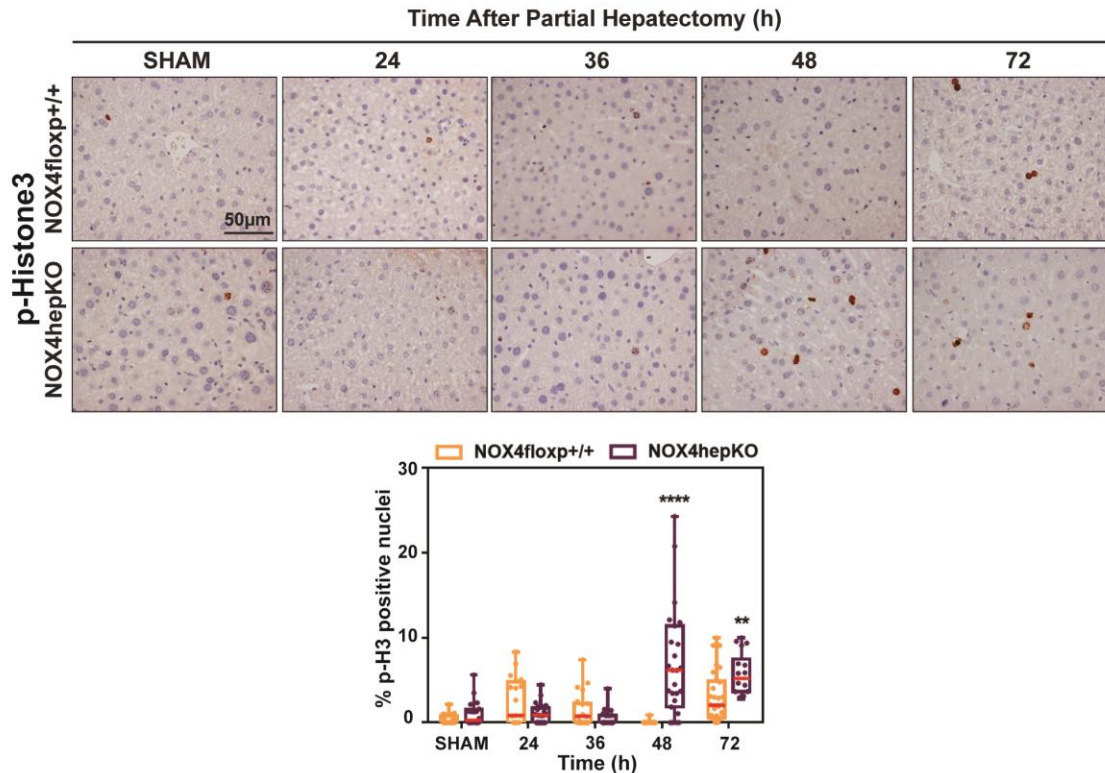 Time After Partial Hepatectomy (h)
SHAM 24 36 48 72
p-Histone3
NOX4floxp+/+
50µm
NOX4hepKO
NOX4floxp+/+ NOX4hepKO
% p-H3 positive nuclei
30
20
10
0
****
**
SHAM 24 36 48 72
Time (h)